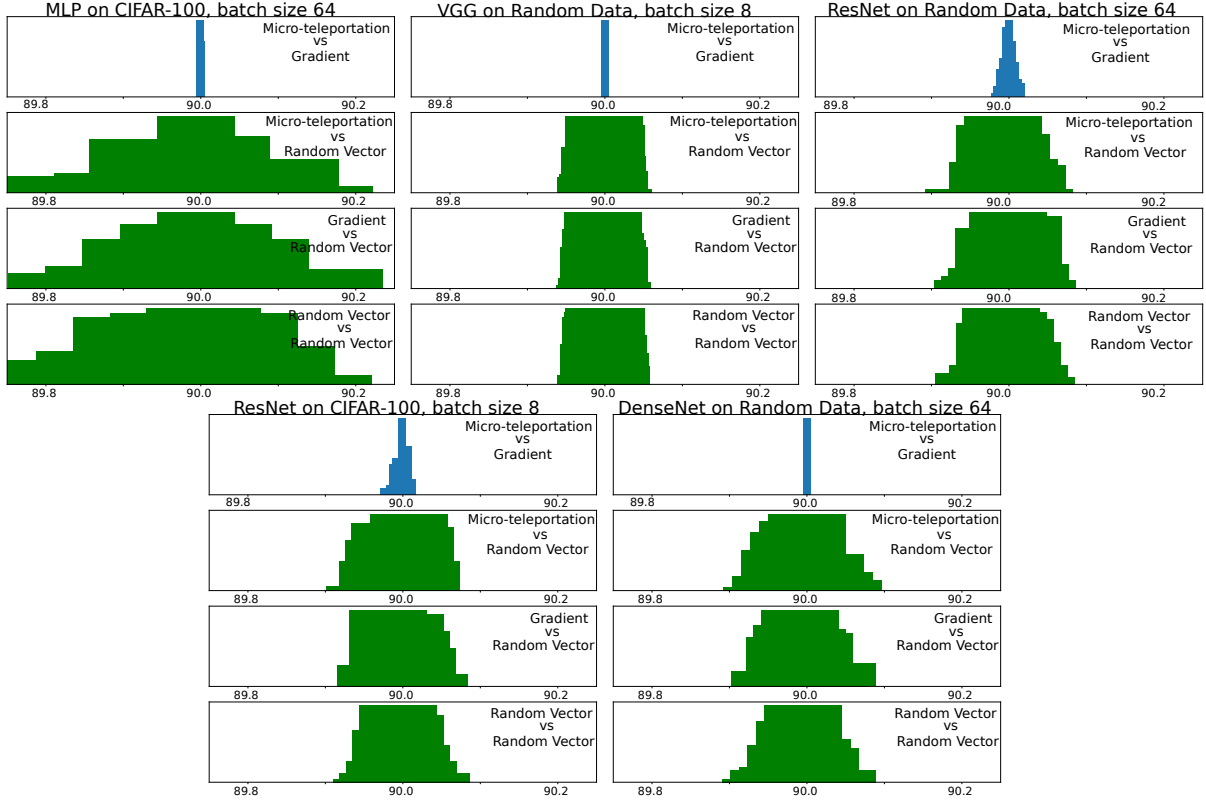 MLP on CIFAR-100, batch size 64
Micro-teleportation
vs
Gradient
89.8 90.0 90.2
Micro-teleportation
vs
Random Vector
89.8 90.0 90.2
Gradient
vs
Random Vector
89.8 90.0 90.2
Random Vector
vs
Random Vector
89.8 90.0 90.2
VGG on Random Data, batch size 8
Micro-teleportation
vs
Gradient
89.8 90.0 90.2
Micro-teleportation
vs
Random Vector
89.8 90.0 90.2
Gradient
vs
Random Vector
89.8 90.0 90.2
Random Vector
vs
Random Vector
89.8 90.0 90.2
ResNet on Random Data, batch size 64
Micro-teleportation
vs
Gradient
89.8 90.0 90.2
Micro-teleportation
vs
Random Vector
89.8 90.0 90.2
Gradient
vs
Random Vector
89.8 90.0 90.2
Random Vector
vs
Random Vector
89.8 90.0 90.2
ResNet on CIFAR-100, batch size 8
Micro-teleportation
vs
Gradient
89.8 90.0 90.2
Micro-teleportation
vs
Random Vector
89.8 90.0 90.2
Gradient
vs
Random Vector
89.8 90.0 90.2
Random Vector
vs
Random Vector
89.8 90.0 90.2
DenseNet on Random Data, batch size 64
Micro-teleportation
vs
Gradient
89.8 90.0 90.2
Micro-teleportation
vs
Random Vector
89.8 90.0 90.2
Gradient
vs
Random Vector
89.8 90.0 90.2
Random Vector
vs
Random Vector
89.8 90.0 90.2